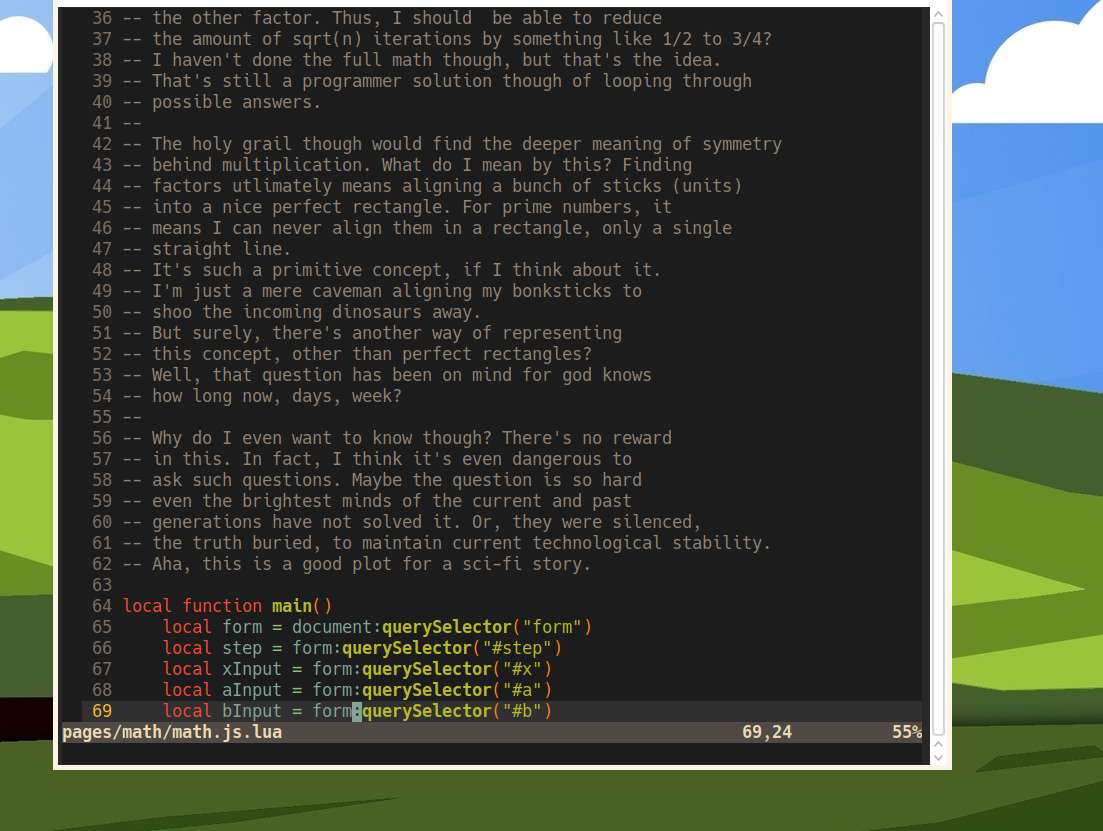 36 -- the other factor. Thus, I should  be able to reduce
37 -- the amount of sqrt(n) iterations by something like 1/2 to 3/4?
38 -- I haven't done the full math though, but that's the idea.
39 -- That's still a programmer solution though of looping through
40 -- possible answers.
41 --
42 -- The holy grail though would find the deeper meaning of symmetry
43 -- behind multiplication. What do I mean by this? Finding
44 -- factors utlimately means aligning a bunch of sticks (units)
45 -- into a nice perfect rectangle. For prime numbers, it
46 -- means I can never align them in a rectangle, only a single
47 -- straight line.
48 -- It's such a primitive concept, if I think about it.
49 -- I'm just a mere caveman aligning my bonksticks to
50 -- shoo the incoming dinosaurs away.
51 -- But surely, there's another way of representing
52 -- this concept, other than perfect rectangles?
53 -- Well, that question has been on mind for god knows
54 -- how long now, days, week?
55 --
56 -- Why do I even want to know though? There's no reward
57 -- in this. In fact, I think it's even dangerous to
58 -- ask such questions. Maybe the question is so hard
59 -- even the brightest minds of the current and past
60 -- generations have not solved it. Or, they were silenced,
61 -- the truth buried, to maintain current technological stability.
62 -- Aha, this is a good plot for a sci-fi story.
63
64 local function main()
65     local form = document:querySelector("form")
66     local step = form:querySelector("#step")
67     local xInput = form:querySelector("#x")
68     local aInput = form:querySelector("#a")
69     local bInput = form:querySelector("#b")
pages/math/math.js.lua 69,24 55%